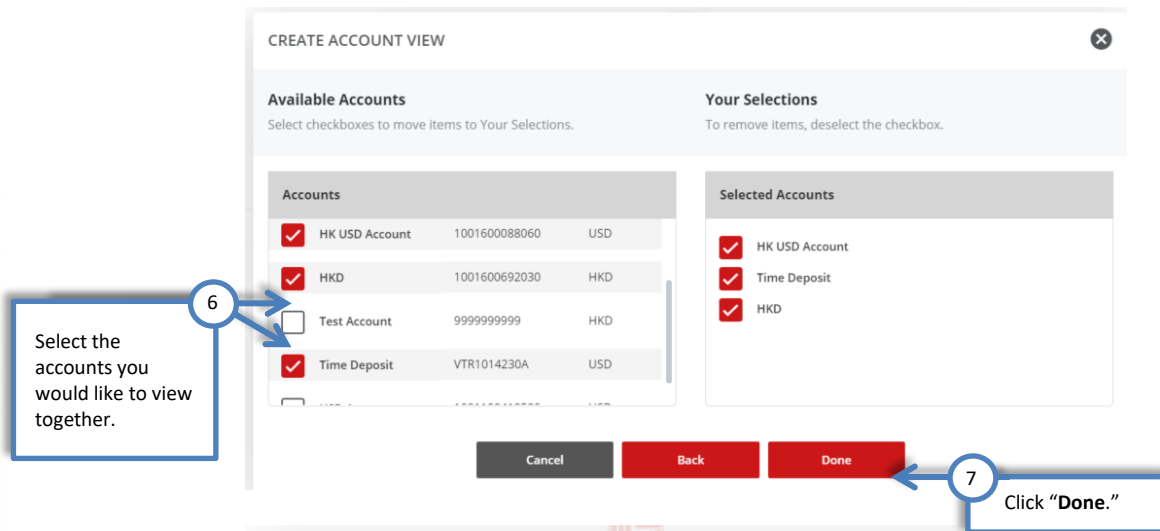 CREATE ACCOUNT VIEW
Available Accounts
Select checkboxes to move items to Your Selections.
Your Selections
To remove items, deselect the checkbox.
Accounts
HK USD Account 1001600088060 USD
HKD 1001600692030 HKD
Test Account 9999999999 HKD
Time Deposit VTR1014230A USD
Selected Accounts
HK USD Account
Time Deposit
HKD
6
Select the
accounts you
would like to view
together.
Cancel
Back
Done
7
Click “Done.”